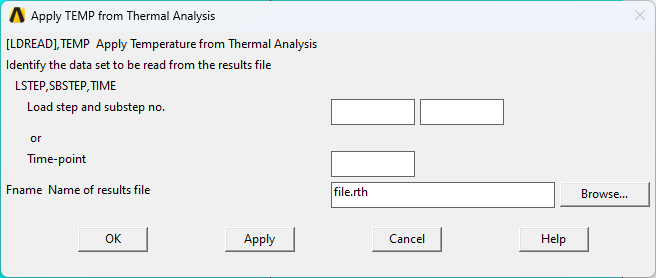 Apply TEMP from Thermal Analysis
[LDREAD],TEMP  Apply Temperature from Thermal Analysis
Identify the data set to be read from the results file
LSTEP,SBSTEP,TIME
Load step and substep no.
or
Time-point
Fname  Name of results file file.rth Browse...
OK Apply Cancel Help